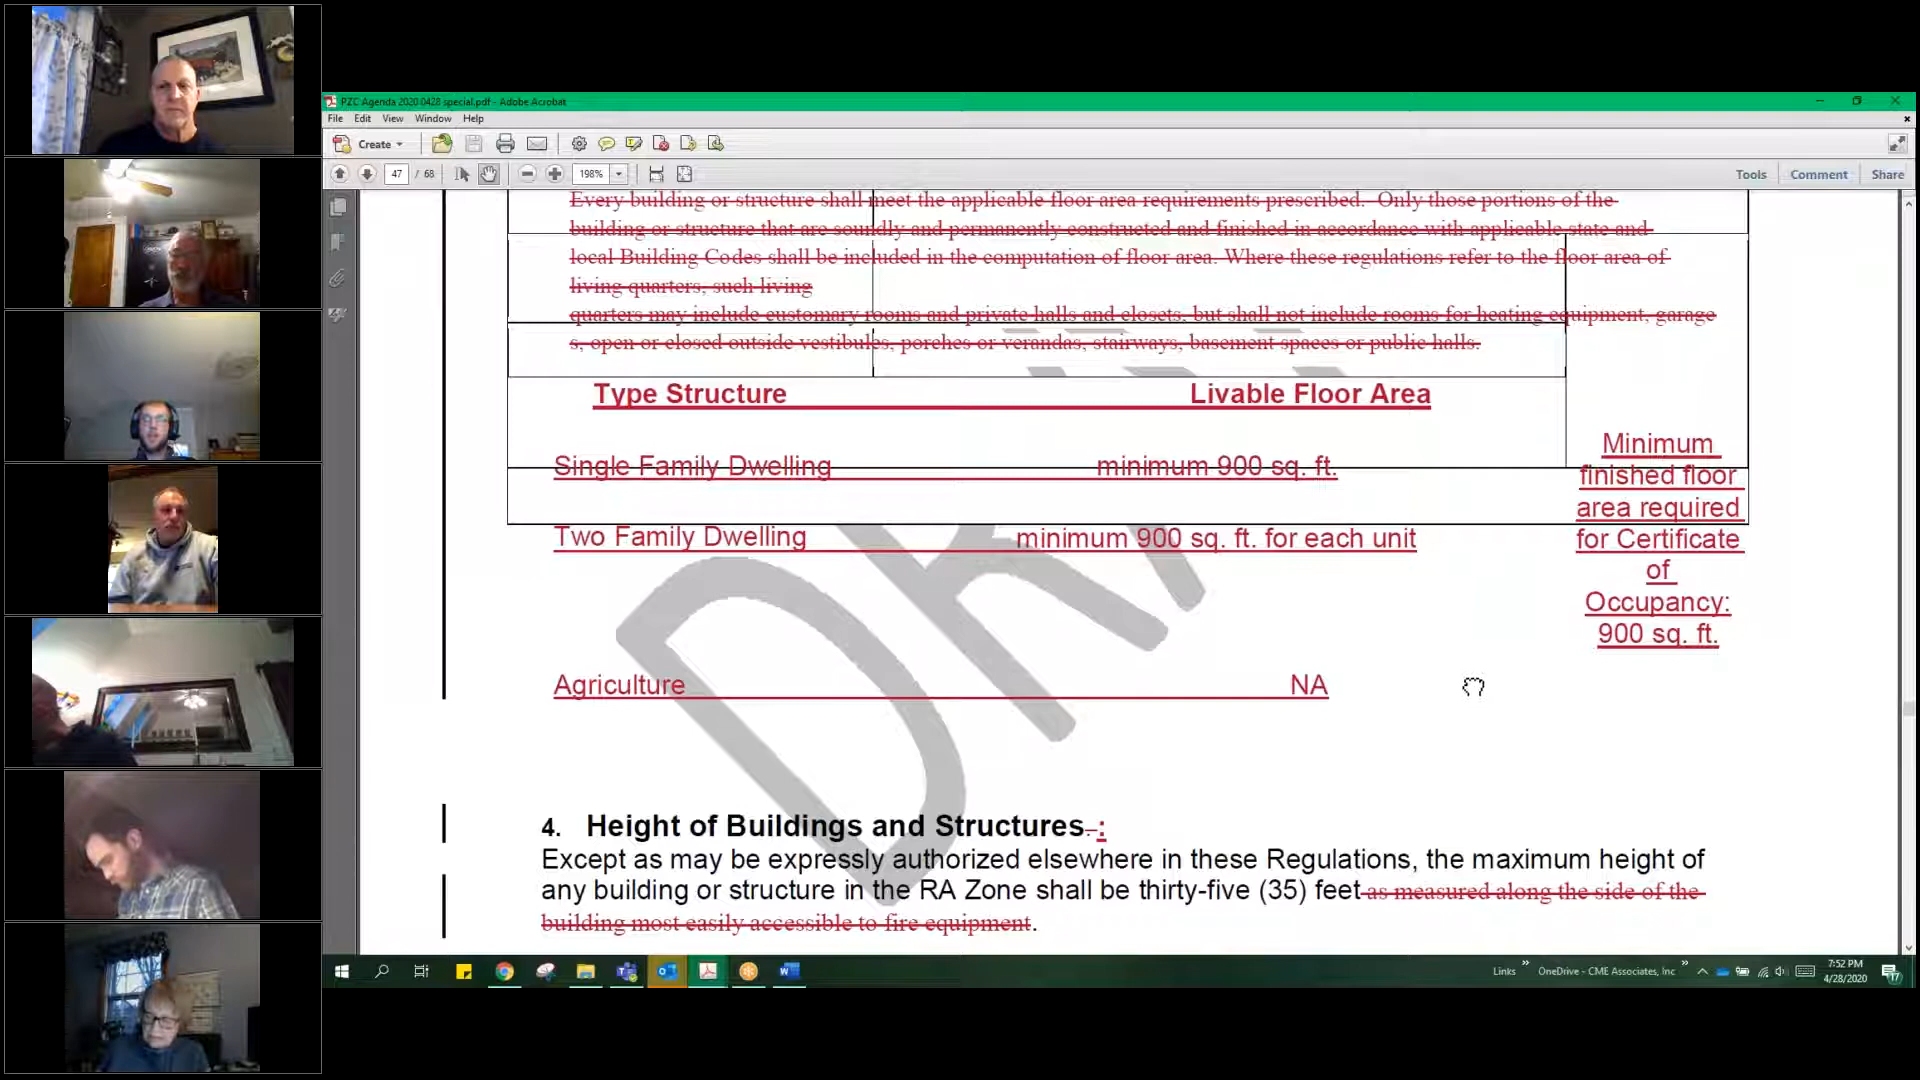 PZC Agenda 2020 0428 special.pdf - Adobe Acrobat
File Edit View Window Help
Create
47 / 68 198% Tools Comment Share
Every building or structure shall meet the applicable floor area requirements prescribed. Only those portions of the
building or structure that are soundly and permanently constructed and finished in accordance with applicable state and
local Building Codes shall be included in the computation of floor area. Where these regulations refer to the floor area of
living quarters, such living
quarters may include customary rooms and private halls and closets, but shall not include rooms for heating equipment, garage
s, open or closed outside vestibules, porches or verandas, stairways, basement spaces or public halls.
Type Structure Livable Floor Area
Single Family Dwelling minimum 900 sq. ft.
Two Family Dwelling minimum 900 sq. ft. for each unit
Agriculture NA
Minimum
finished floor
area required
for Certificate
of
Occupancy:
900 sq. ft.
4. Height of Buildings and Structures. :
Except as may be expressly authorized elsewhere in these Regulations, the maximum height of
any building or structure in the RA Zone shall be thirty-five (35) feet as measured along the side of the
building most easily accessible to fire equipment.
Links OneDrive - CME Associates, Inc 7:52 PM
4/28/2020
17